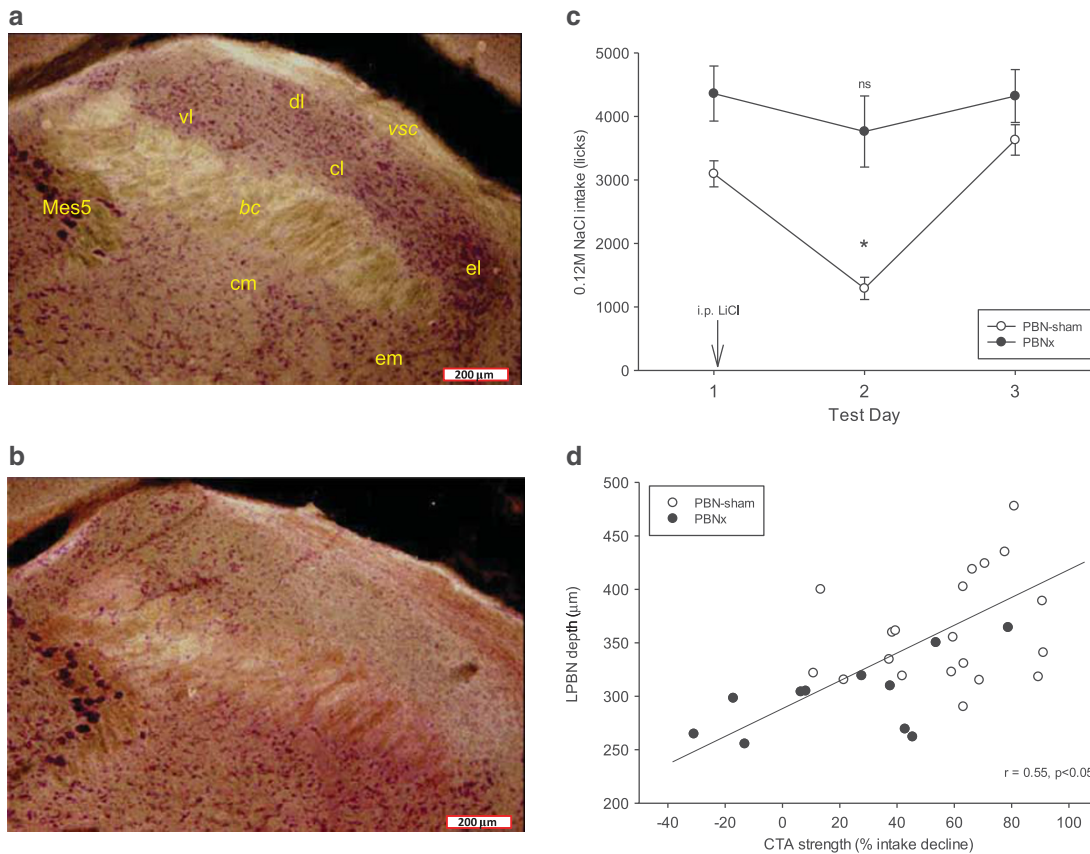 a
vl
dl
vsc
cl
Mes5
bc
el
cm
em
200 µm
b
200 µm
c
0.12M NaCl intake (licks)
5000
4000
3000
2000
1000
0
ns
*
i.p. LiCl
PBN-sham
PBNx
1 2 3
Test Day
d
LPBN depth (µm)
500
450
400
350
300
250
200
PBN-sham
PBNx
r = 0.55, p<0.05
-40 -20 0 20 40 60 80 100
CTA strength (% intake decline)